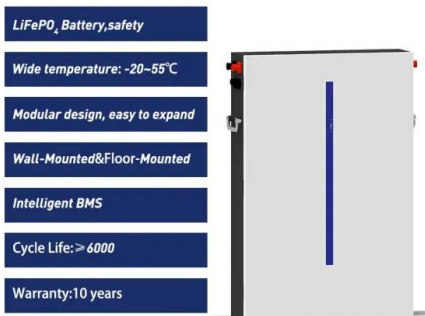 LiFePO₄ Battery,safety
Wide temperature: -20~55℃
Modular design, easy to expand
Wall-Mounted&Floor-Mounted
Intelligent BMS
Cycle Life:≥6000
Warranty:10 years